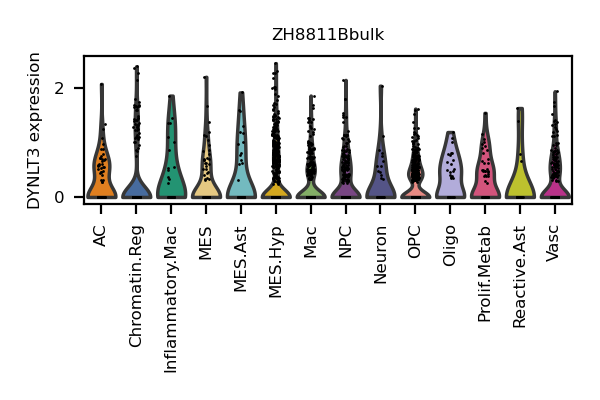 ZH8811Bbulk
DYNLT3 expression
2
0
AC
Chromatin.Reg
Inflammatory.Mac
MES
MES.Ast
MES.Hyp
Mac
NPC
Neuron
OPC
Oligo
Prolif.Metab
Reactive.Ast
Vasc